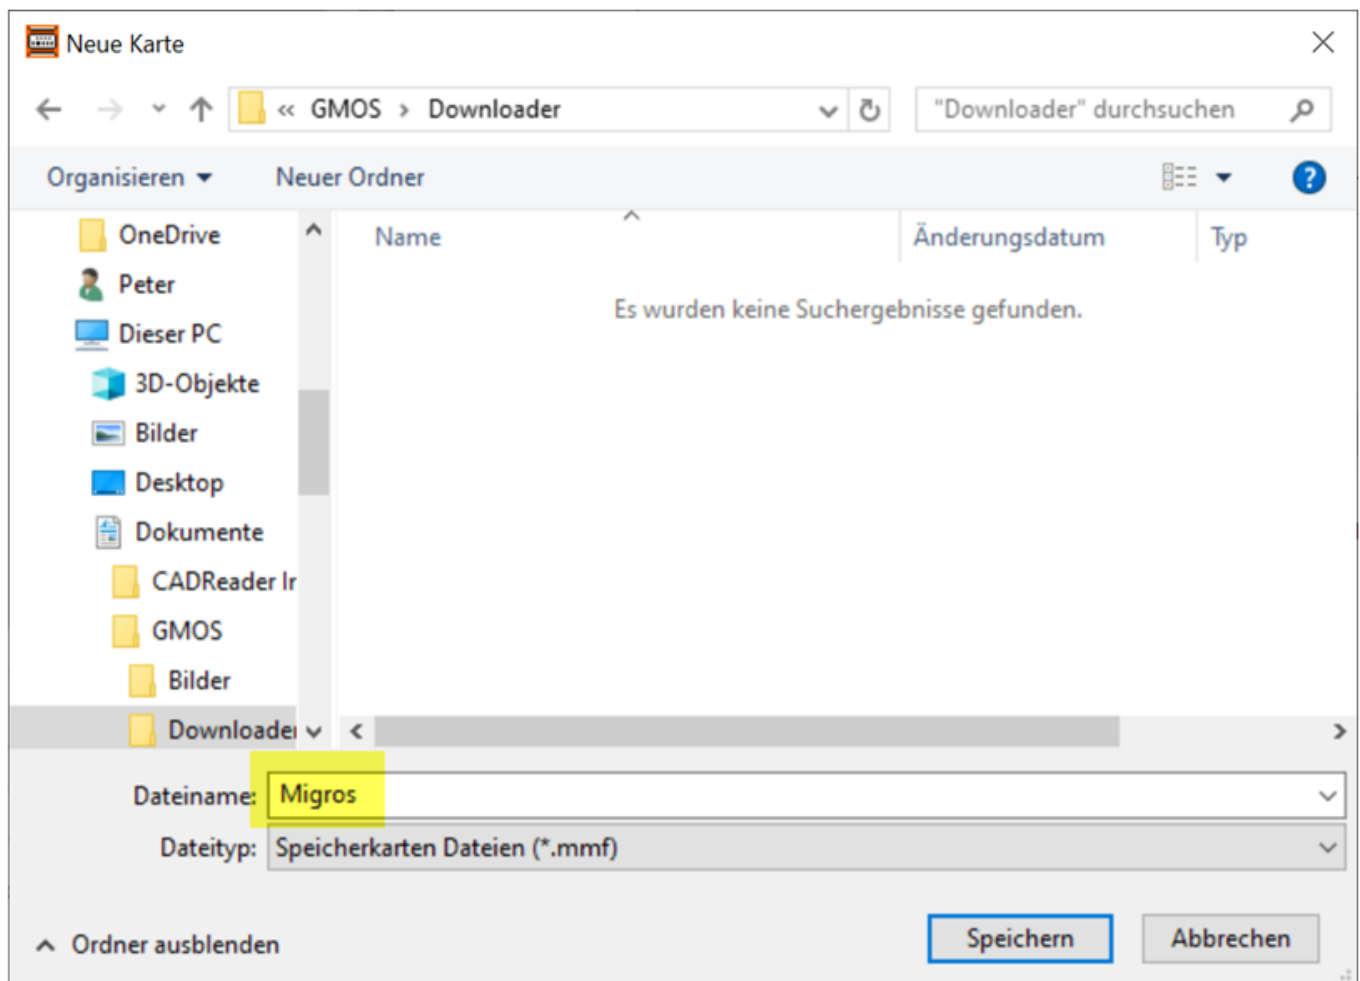 Neue Karte
« GMOS > Downloader
"Downloader" durchsuchen
Organisieren
Neuer Ordner
?
Name
Änderungsdatum
Typ
Es wurden keine Suchergebnisse gefunden.
OneDrive
Peter
Dieser PC
3D-Objekte
Bilder
Desktop
Dokumente
CADReader Ir
GMOS
Bilder
Downloader
Dateiname: Migros
Dateityp: Speicherkarten Dateien (*.mmf)
Ordner ausblenden
Speichern
Abbrechen